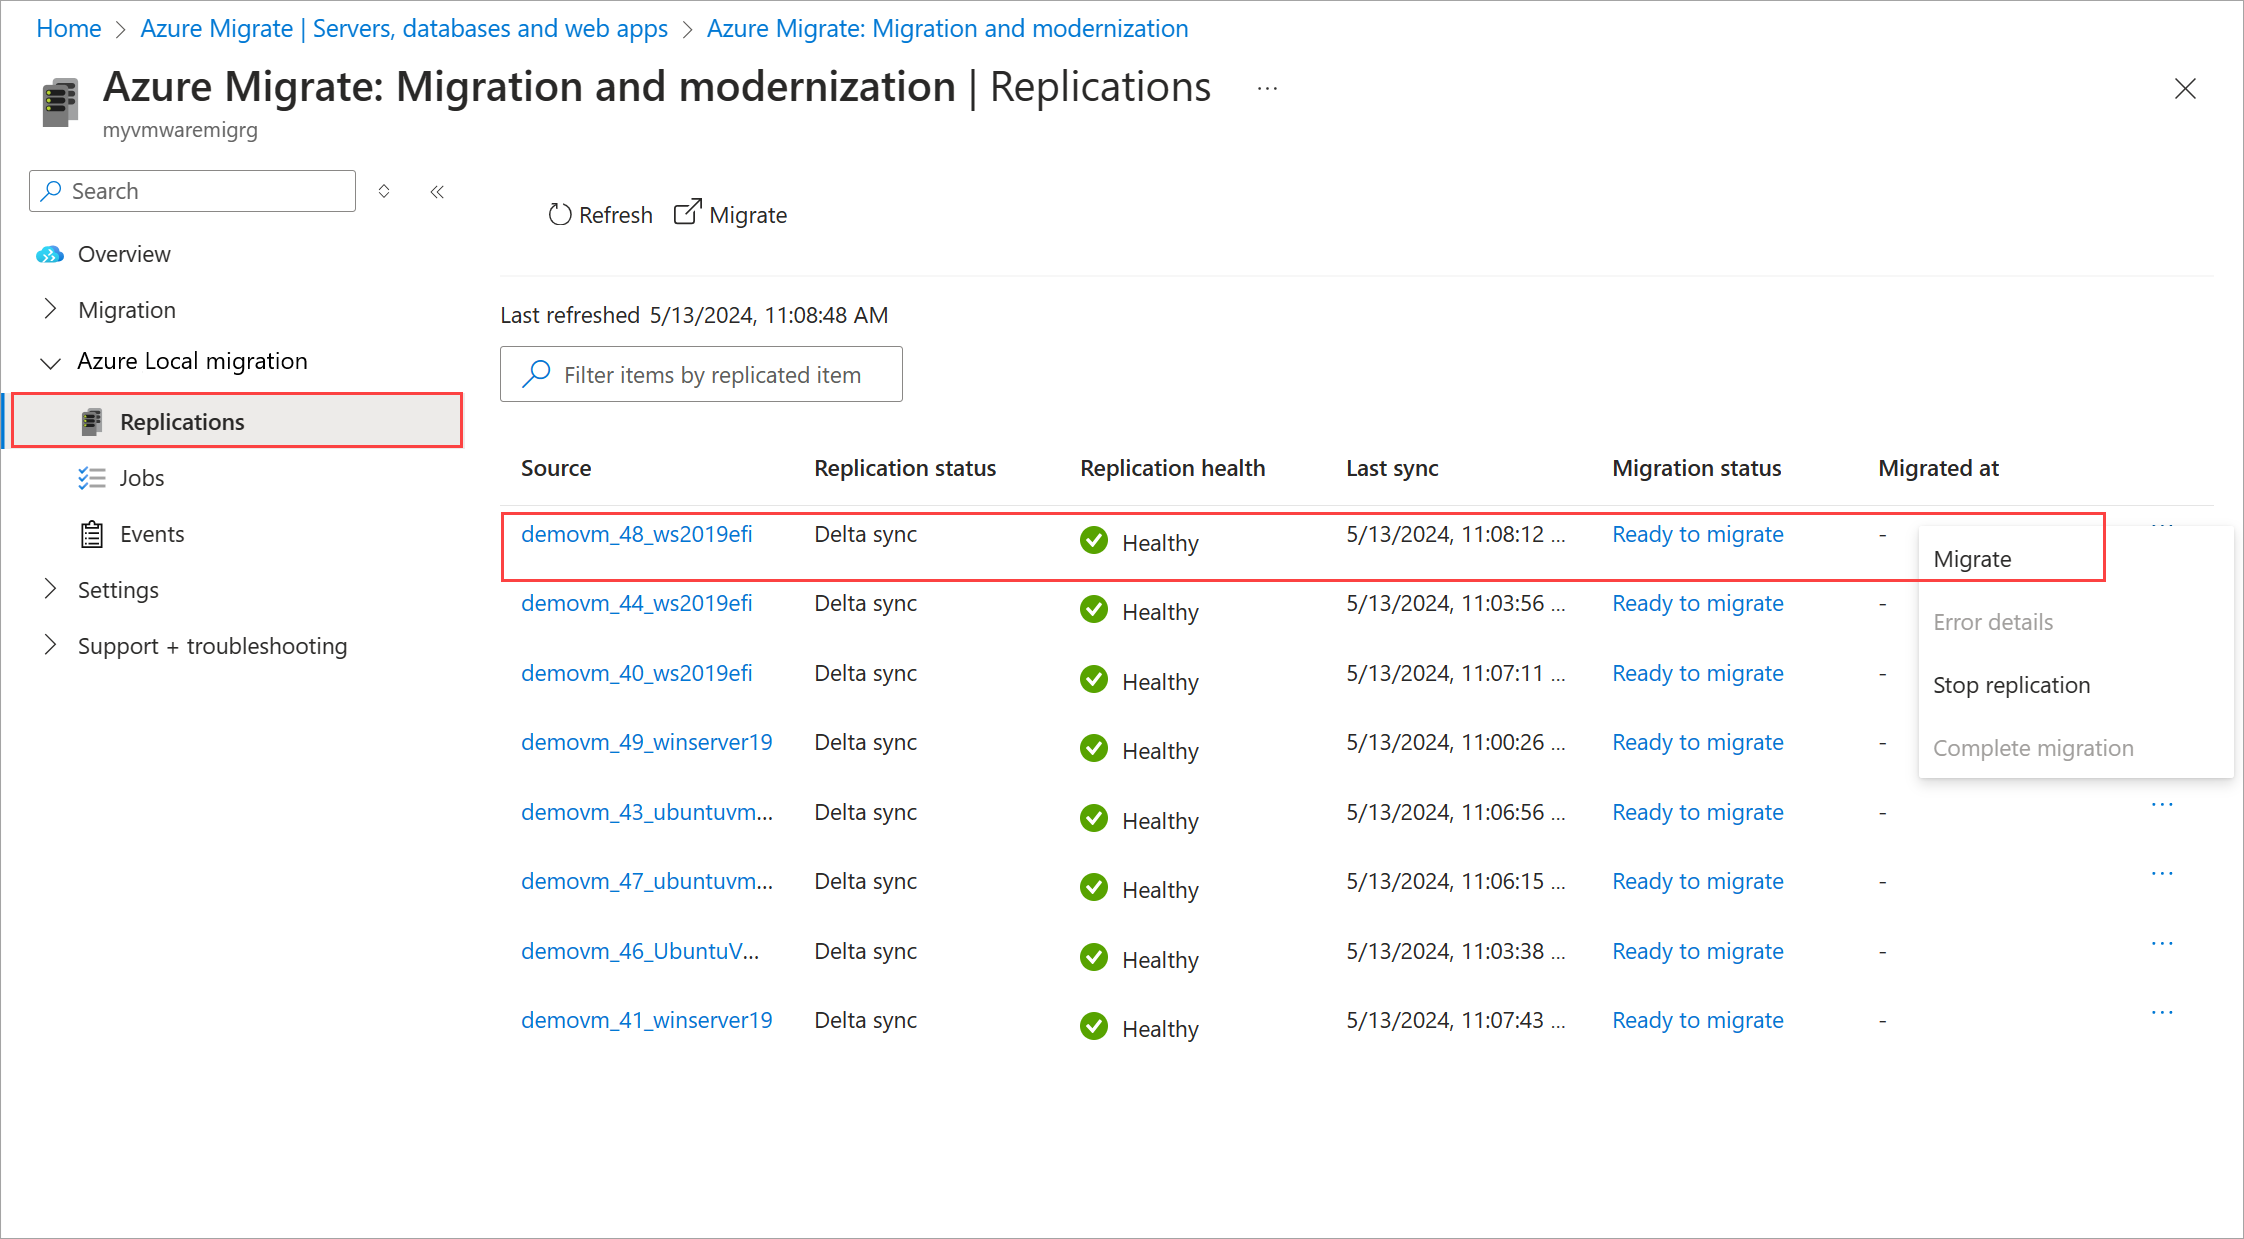 Home > Azure Migrate | Servers, databases and web apps > Azure Migrate: Migration and modernization
Azure Migrate: Migration and modernization | Replications ...
myvmwaremigrg
Search
Overview
Migration
Azure Local migration
Replications
Jobs
Events
Settings
Support + troubleshooting
Refresh Migrate
Last refreshed 5/13/2024, 11:08:48 AM
Filter items by replicated item
Source Replication status Replication health Last sync Migration status Migrated at
demovm_48_ws2019efi Delta sync Healthy 5/13/2024, 11:08:12 ... Ready to migrate - ...
demovm_44_ws2019efi Delta sync Healthy 5/13/2024, 11:03:56 ... Ready to migrate -
demovm_40_ws2019efi Delta sync Healthy 5/13/2024, 11:07:11 ... Ready to migrate -
demovm_49_winserver19 Delta sync Healthy 5/13/2024, 11:00:26 ... Ready to migrate -
demovm_43_ubuntuvm... Delta sync Healthy 5/13/2024, 11:06:56 ... Ready to migrate - ...
demovm_47_ubuntuvm... Delta sync Healthy 5/13/2024, 11:06:15 ... Ready to migrate - ...
demovm_46_UbuntuV... Delta sync Healthy 5/13/2024, 11:03:38 ... Ready to migrate - ...
demovm_41_winserver19 Delta sync Healthy 5/13/2024, 11:07:43 ... Ready to migrate - ...
Migrate
Error details
Stop replication
Complete migration